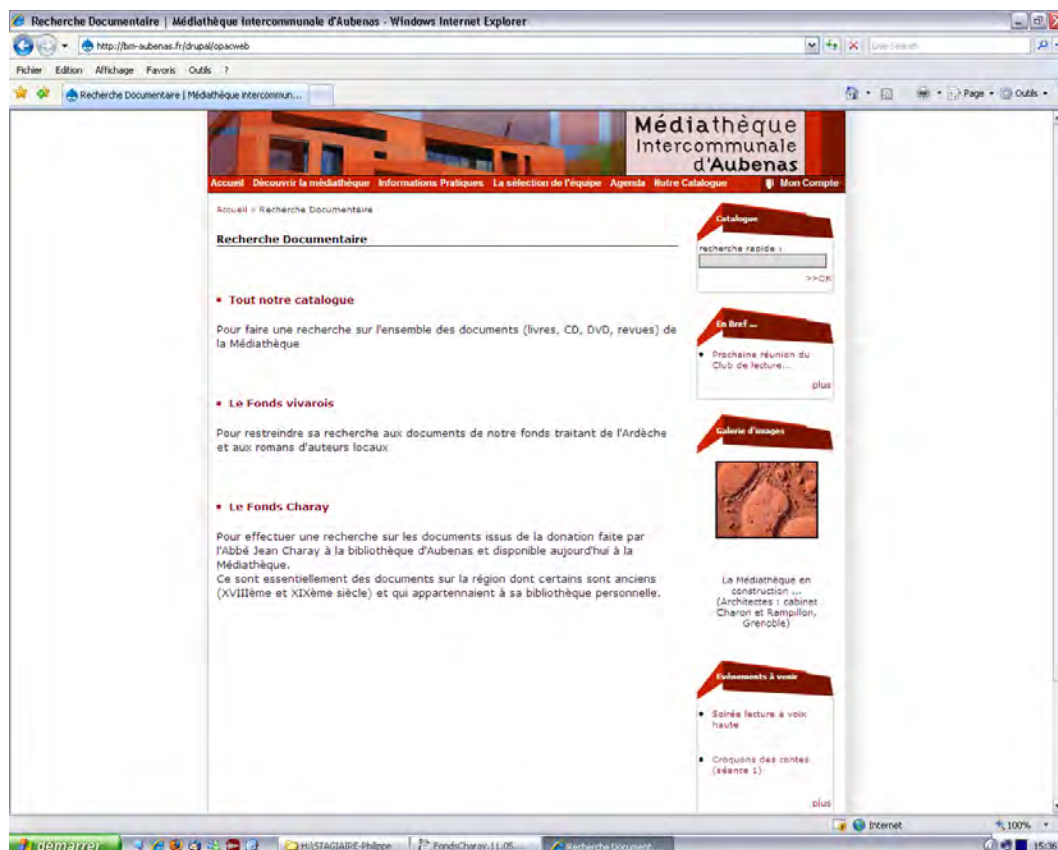 Recherche Documentaire | Médiathèque Intercommunale d'Aubenas - Windows Internet Explorer
http://bm-aubenas.fr/drupal/opacweb
Live Search
Fichier Edition Affichage Favoris Outils ?
Recherche Documentaire | Médiathèque Intercommun...
Page Outils
Médiathèque
Intercommunale
d'Aubenas
Accueil Découvrir la médiathèque Informations Pratiques La sélection de l'équipe Agenda Notre Catalogue Mon Compte
Accueil » Recherche Documentaire
Recherche Documentaire
Tout notre catalogue
Pour faire une recherche sur l'ensemble des documents (livres, CD, DVD, revues) de
la Médiathèque
Le Fonds vivarois
Pour restreindre sa recherche aux documents de notre fonds traitant de l'Ardèche
et aux romans d'auteurs locaux
Le Fonds Charay
Pour effectuer une recherche sur les documents issus de la donation faite par
l'Abbé Jean Charay à la bibliothèque d'Aubenas et disponible aujourd'hui à la
Médiathèque.
Ce sont essentiellement des documents sur la région dont certains sont anciens
(XVIIIème et XIXème siècle) et qui appartennaient à sa bibliothèque personnelle.
Catalogue
recherche rapide :
>>OK
En Bref ...
Prochaine réunion du
Club de lecture...
plus
Galerie d'images
La Médiathèque en
construction ...
(Architectes : cabinet
Charon et Rampillon,
Grenoble)
Evénements à venir
Soirée lecture à voix
haute
Croquons des contes
(séance 1)
plus
Internet
100%
démarrer
H:\STAGIAIRE-Philippe
FondsCharay.11.05...
Recherche Document...
15:36